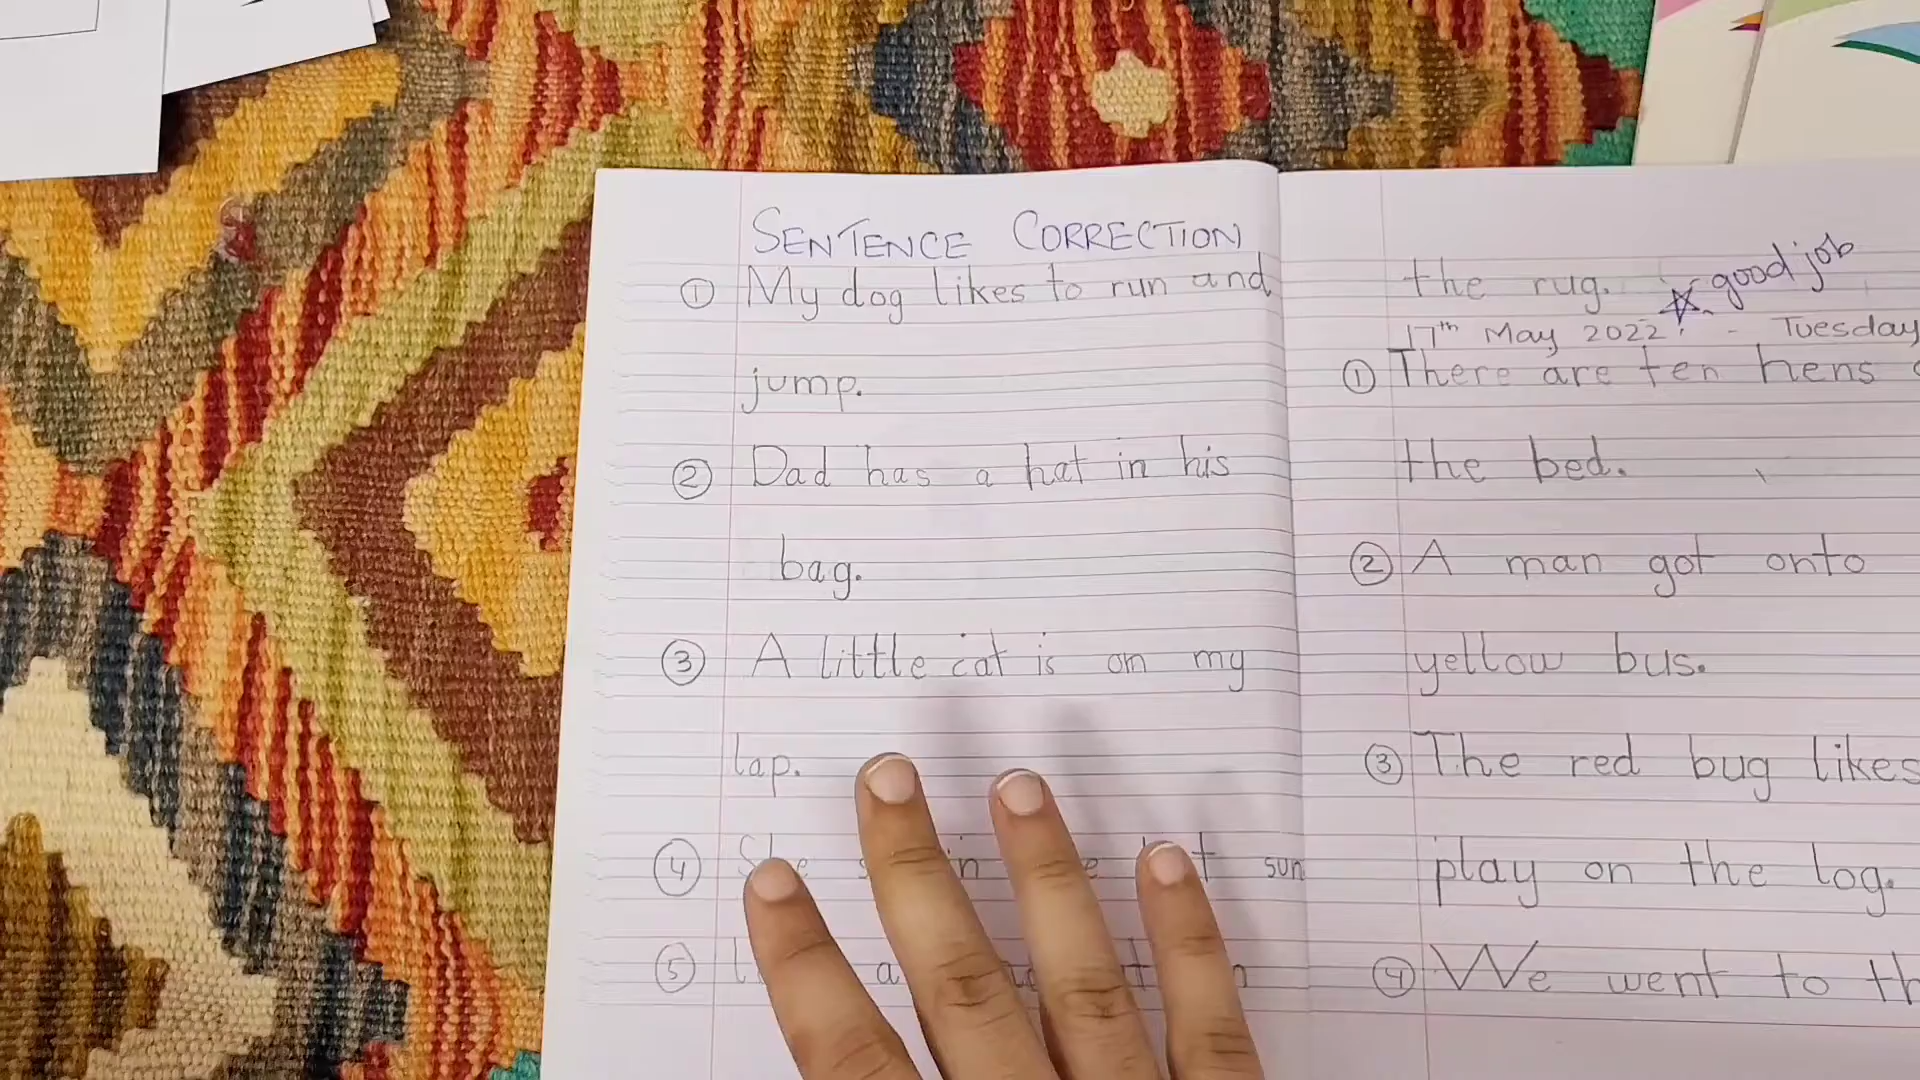 SENTENCE CORRECTION
① My dog likes to run and
jump.
② Dad has a hat in his
bag.
③ A little cat is on my
lap.
④ She sun
⑤
the rug. good job
17th May 2022 - Tuesday
① There are ten hens
the bed.
② A man got onto
yellow bus.
③ The red bug likes
play on the log.
④ We went to